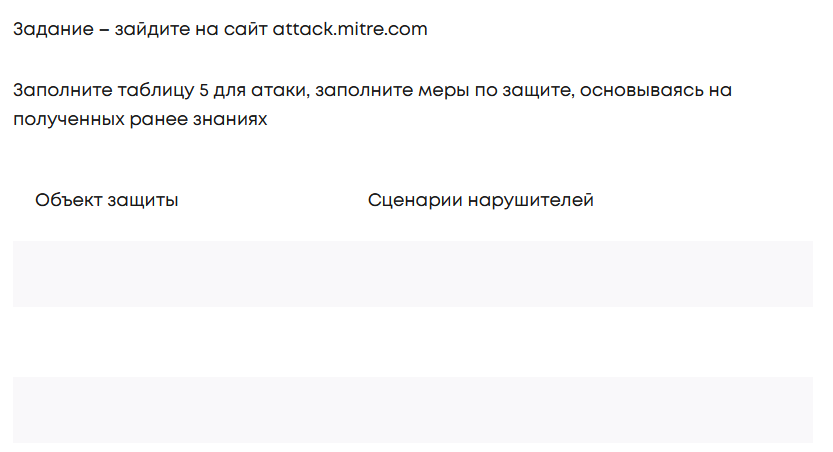 Задание – зайдите на сайт attack.mitre.com
Заполните таблицу 5 для атаки, заполните меры по защите, основываясь на
полученных ранее знаниях
Объект защиты
Сценарии нарушителей